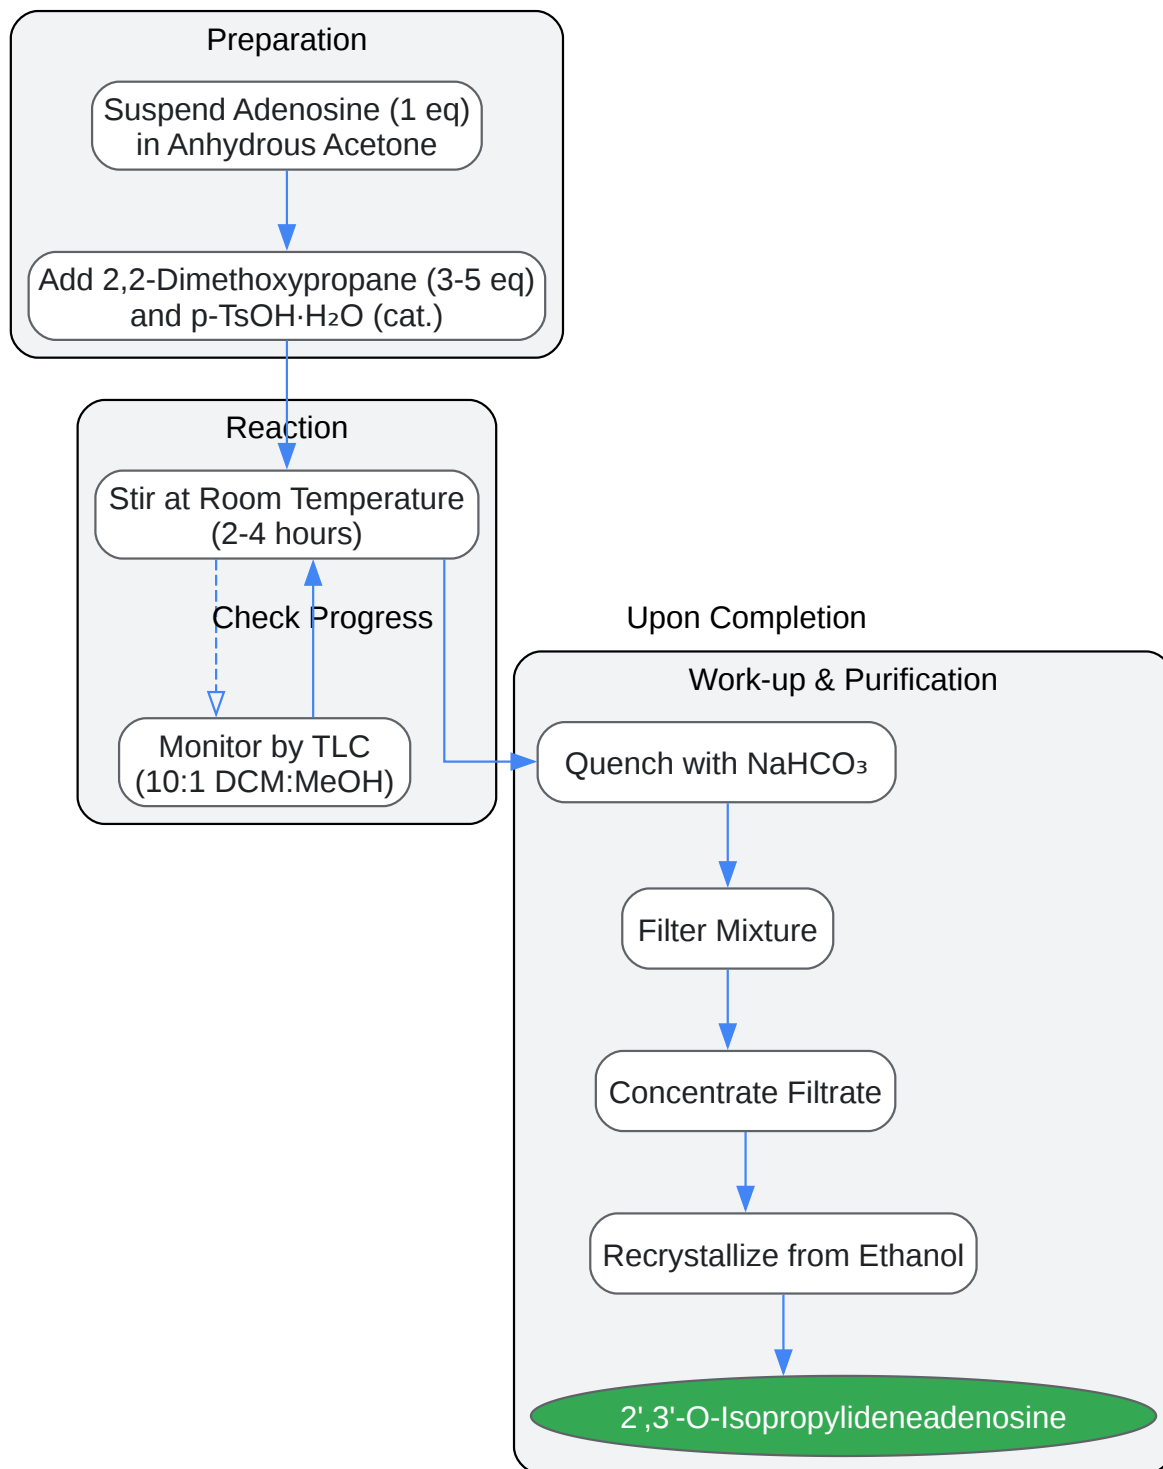 Preparation
Suspend Adenosine (1 eq)
in Anhydrous Acetone
Add 2,2-Dimethoxypropane (3-5 eq)
and p-TsOH·H₂O (cat.)
Reaction
Stir at Room Temperature
(2-4 hours)
Check Progress
Monitor by TLC
(10:1 DCM:MeOH)
Upon Completion
Work-up & Purification
Quench with NaHCO₃
Filter Mixture
Concentrate Filtrate
Recrystallize from Ethanol
2',3'-O-Isopropylideneadenosine